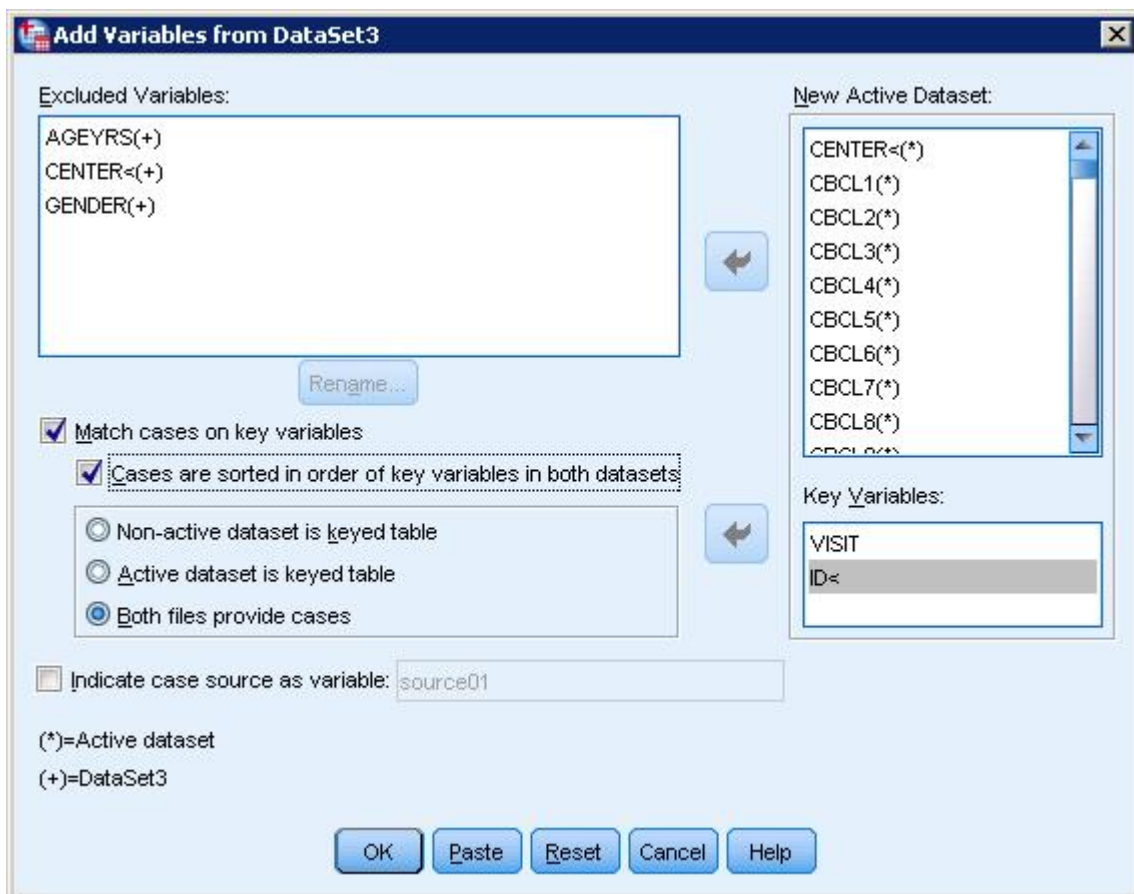 Add Variables from DataSet3
Excluded Variables:
AGEYRS(+)
CENTER<(+)
GENDER(+)
Rename...
New Active Dataset:
CENTER<(*)
CBCL1(*)
CBCL2(*)
CBCL3(*)
CBCL4(*)
CBCL5(*)
CBCL6(*)
CBCL7(*)
CBCL8(*)
Match cases on key variables
Cases are sorted in order of key variables in both datasets
Non-active dataset is keyed table
Active dataset is keyed table
Both files provide cases
Key Variables:
VISIT
ID<
Indicate case source as variable: source01
(*)=Active dataset
(+)=DataSet3
OK Paste Reset Cancel Help